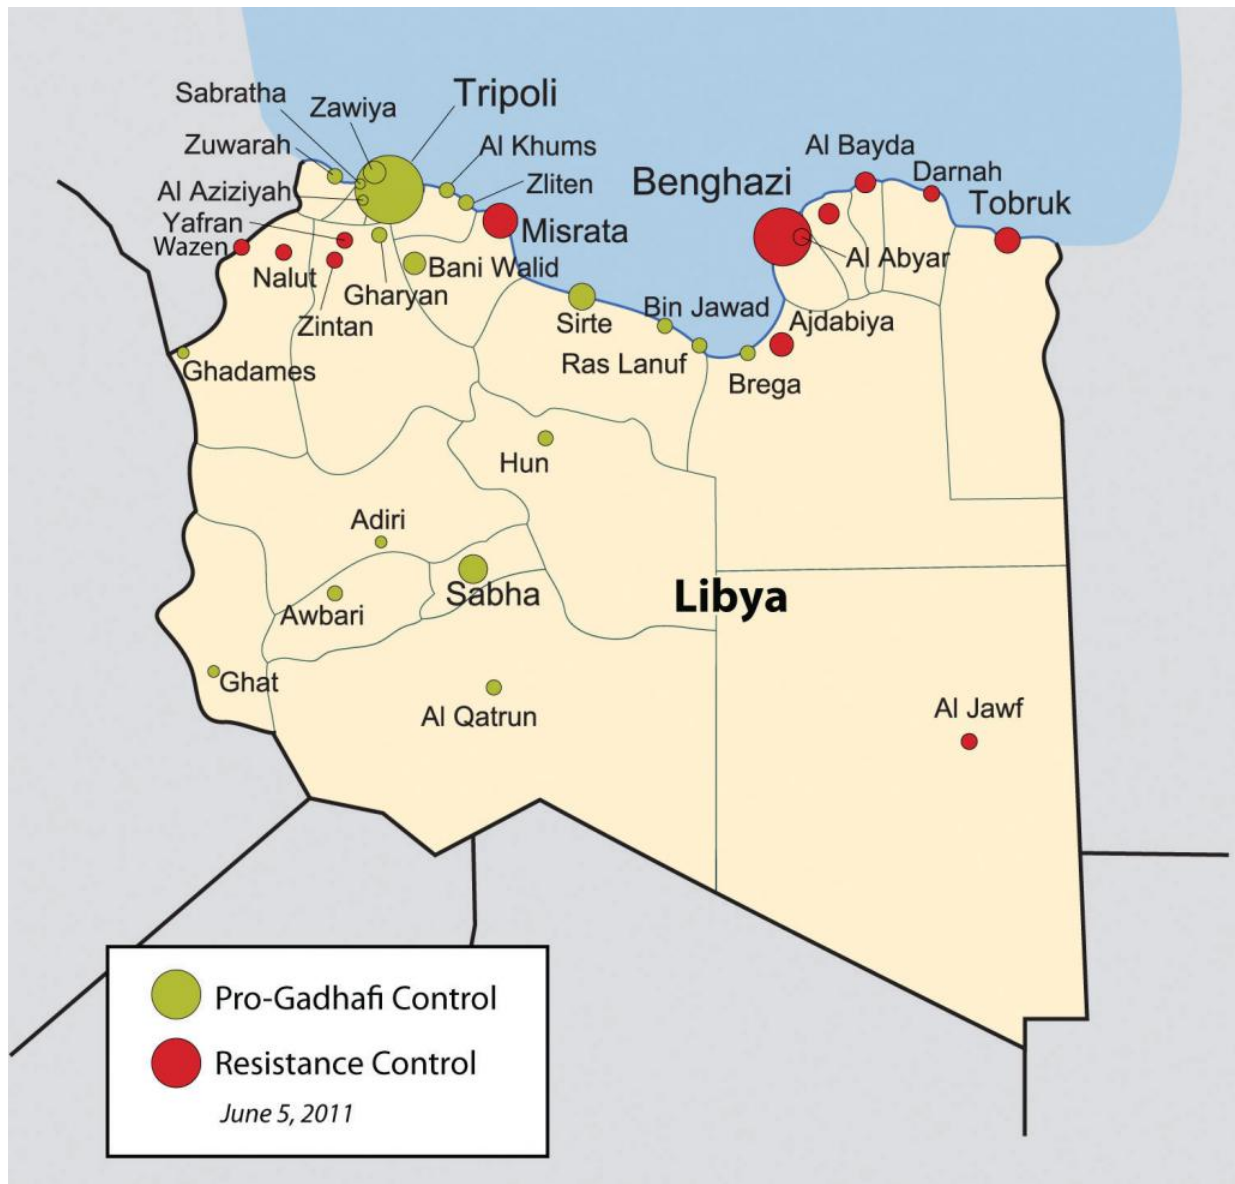 Sabratha
Zawiya
Tripoli
Zuwarah
Al Khums
Al Bayda
Al Aziziyah
Zliten
Benghazi
Darnah
Yafran
Misrata
Tobruk
Wazen
Nalut
Bani Walid
Al Abyar
Gharyan
Zintan
Sirte
Bin Jawad
Ajdabiya
Ghadames
Ras Lanuf
Brega
Hun
Adiri
Sabha
Libya
Awbari
Ghat
Al Qatrun
Al Jawf
Pro-Gadhafi Control
Resistance Control
June 5, 2011